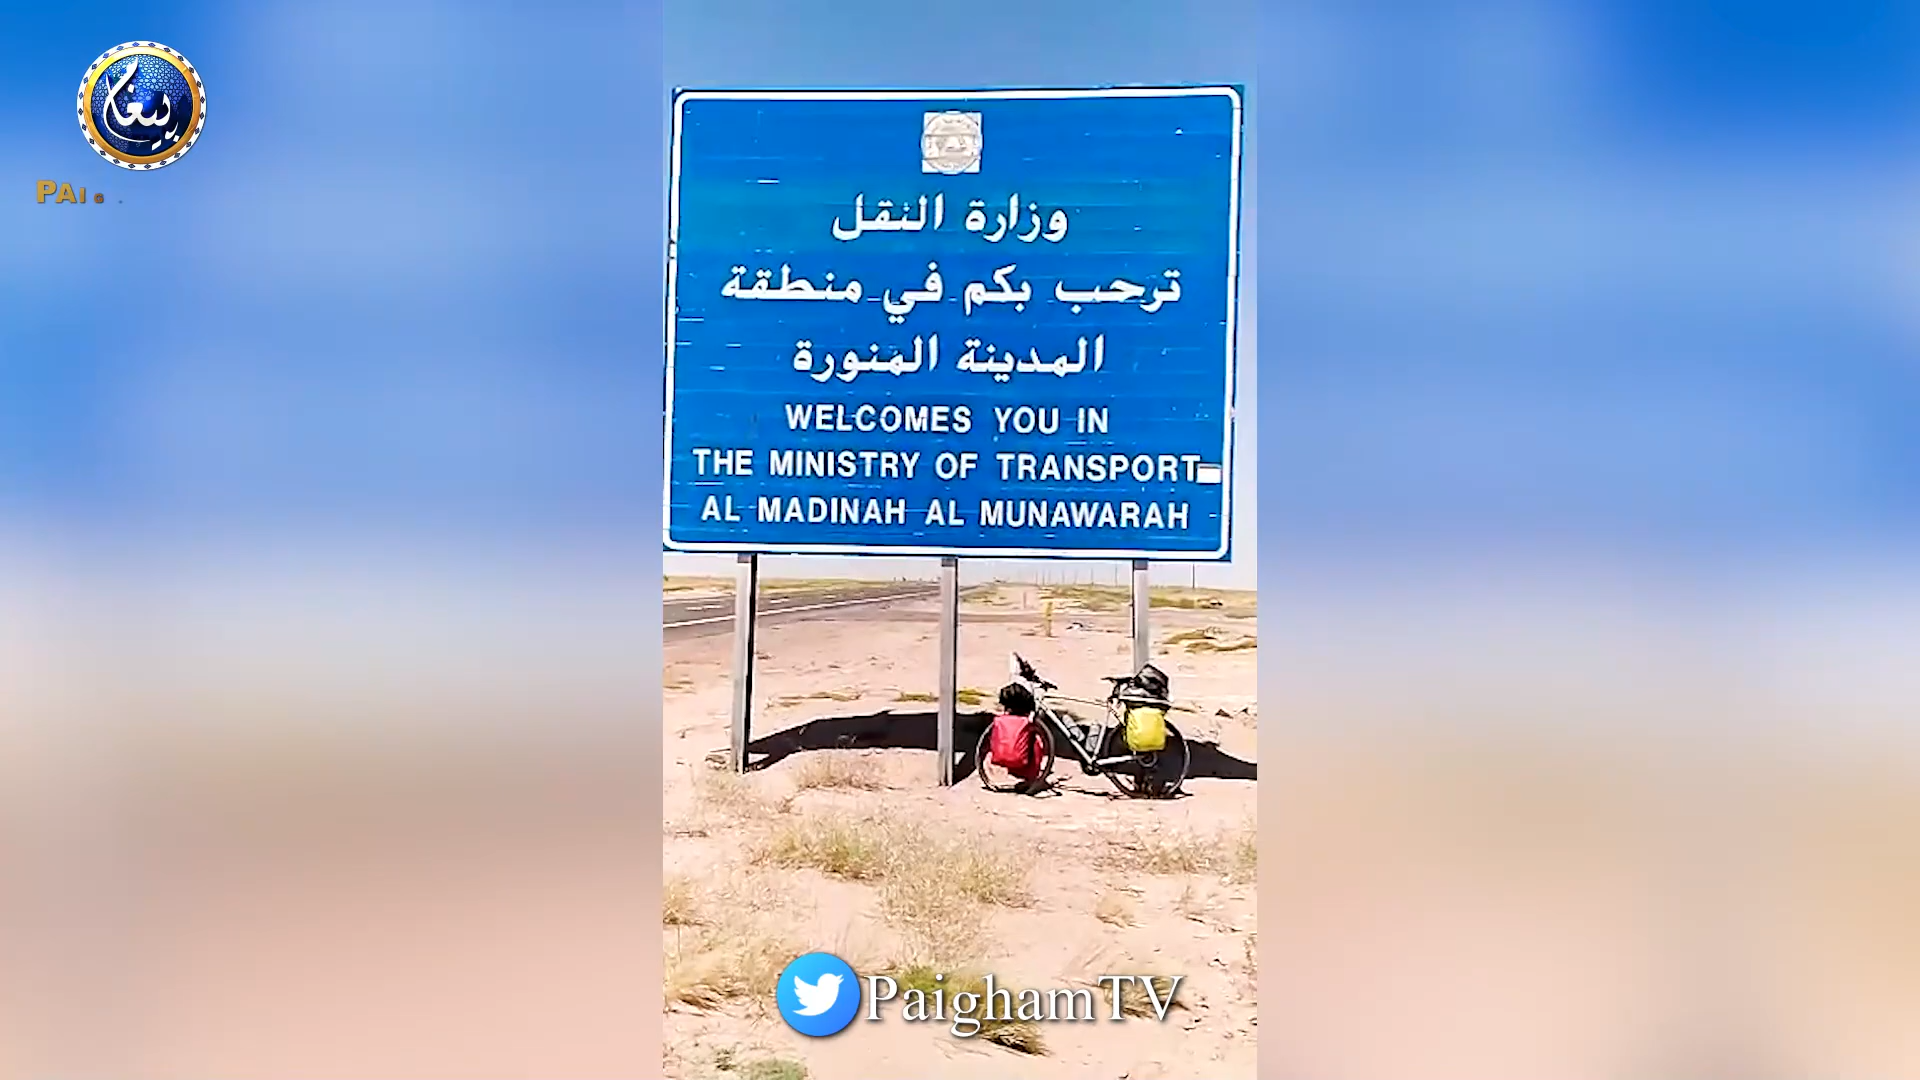 پیغام
وزارة النقل
ترحب بكم في منطقة
المدينة المنورة
WELCOMES YOU IN
THE MINISTRY OF TRANSPORT
AL MADINAH AL MUNAWARAH
PaighamTV